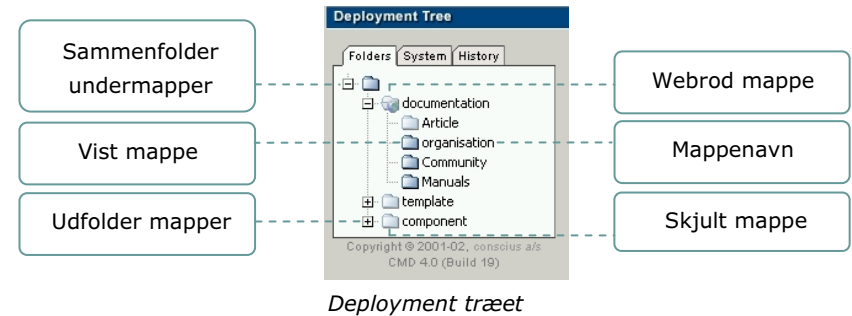 Deployment Tree
Sammenfolder
undermapper
Vist mappe
Udfolder mapper
Folders System History
documentation
Article
organisation
Community
Manuals
template
component
Copyright © 2001-02, conscius a/s
CMD 4.0 (Build 19)
Webrod mappe
Mappenavn
Skjult mappe
Deployment træet